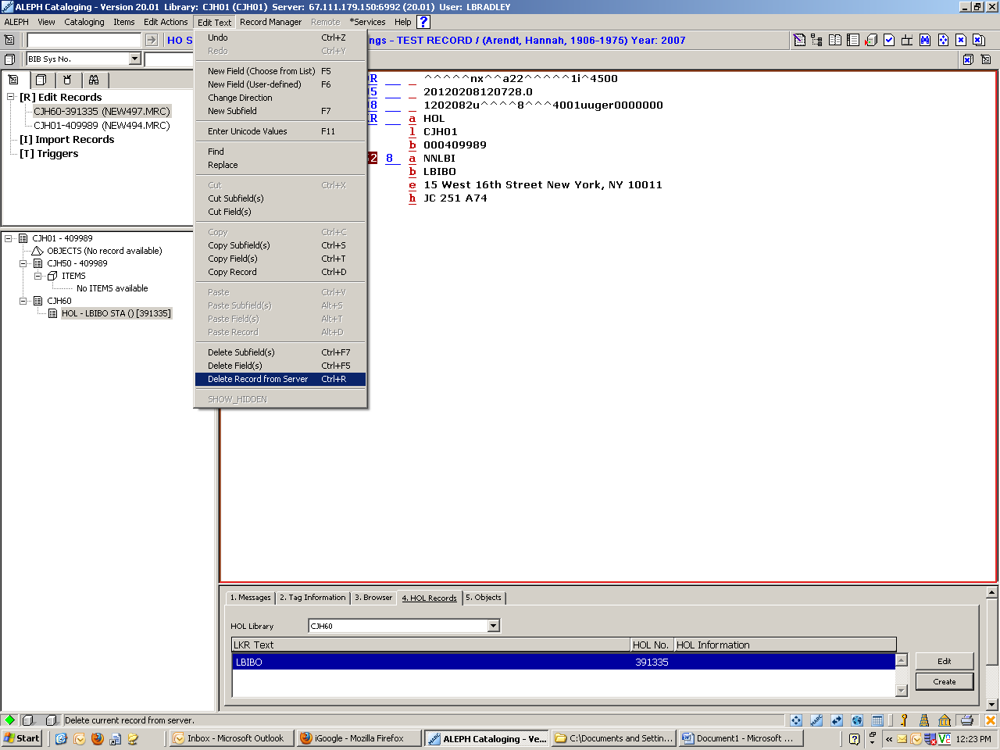 ALEPH Cataloging - Version 20.01 Library: CJH01 (CJH01) Server: 67.111.179.150:6992 (20.01) User: LBRADLEY
ALEPH View Cataloging Items Edit Actions Edit Text Record Manager Remote *Services Help ?
HO S ngs - TEST RECORD / (Arendt, Hannah, 1906-1975) Year: 2007
BIB Sys No.
[R] Edit Records
CJH60-391335 (NEW497.MRC)
CJH01-409989 (NEW494.MRC)
[I] Import Records
[T] Triggers
CJH01 - 409989
OBJECTS (No record available)
CJH50 - 409989
ITEMS
No ITEMS available
CJH60
HOL - LBIBO STA () [391335]
Undo Ctrl+Z
Redo Ctrl+Y
New Field (Choose from List) F5
New Field (User-defined) F6
Change Direction
New Subfield F7
Enter Unicode Values F11
Find
Replace
Cut Ctrl+X
Cut Subfield(s)
Cut Field(s)
Copy Ctrl+C
Copy Subfield(s) Ctrl+S
Copy Field(s) Ctrl+T
Copy Record Ctrl+D
Paste Ctrl+V
Paste Subfield(s) Alt+S
Paste Field(s) Alt+T
Paste Record Alt+D
Delete Subfield(s) Ctrl+F7
Delete Field(s) Ctrl+F5
Delete Record from Server Ctrl+R
SHOW_HIDDEN
R ^^^^^nx^^a22^^^^^1i^4500
5 20120208120728.0
8 1202082u^^^^8^^^4001uuger0000000
R a HOL
l CJH01
b 000409989
52 8 a NNLBI
b LBIBO
e 15 West 16th Street New York, NY 10011
h JC 251 A74
1. Messages 2. Tag Information 3. Browser 4. HOL Records 5. Objects
HOL Library CJH60
LKR Text HOL No. HOL Information
LBIBO 391335
Edit
Create
Delete current record from server.
Start Inbox - Microsoft Outlook iGoogle - Mozilla Firefox ALEPH Cataloging - Ve... C:\Documents and Settin... Document1 - Microsoft ... 12:23 PM